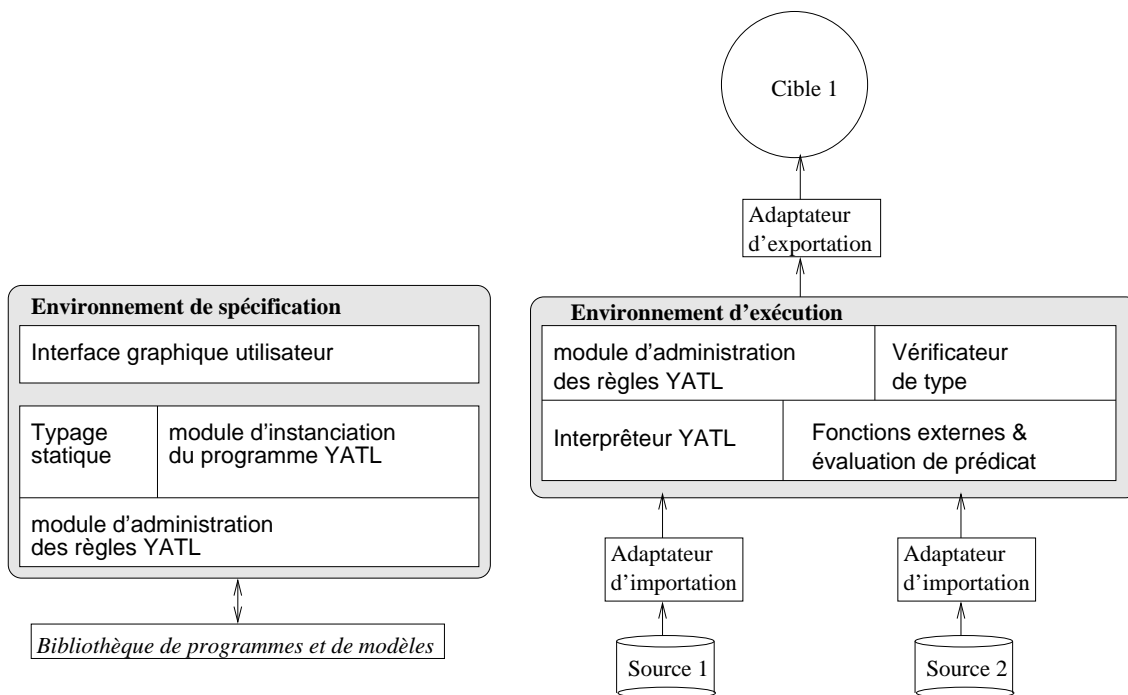 Cible 1
Adaptateur
d’exportation
Environnement de spécification
Interface graphique utilisateur
Typage
statique
module d’instanciation
du programme YATL
module d’administration
des règles YATL
Bibliothèque de programmes et de modèles
Environnement d’exécution
module d’administration
des règles YATL
Vérificateur
de type
Interprêteur YATL
Fonctions externes &
évaluation de prédicat
Adaptateur
d’importation
Adaptateur
d’importation
Source 1
Source 2